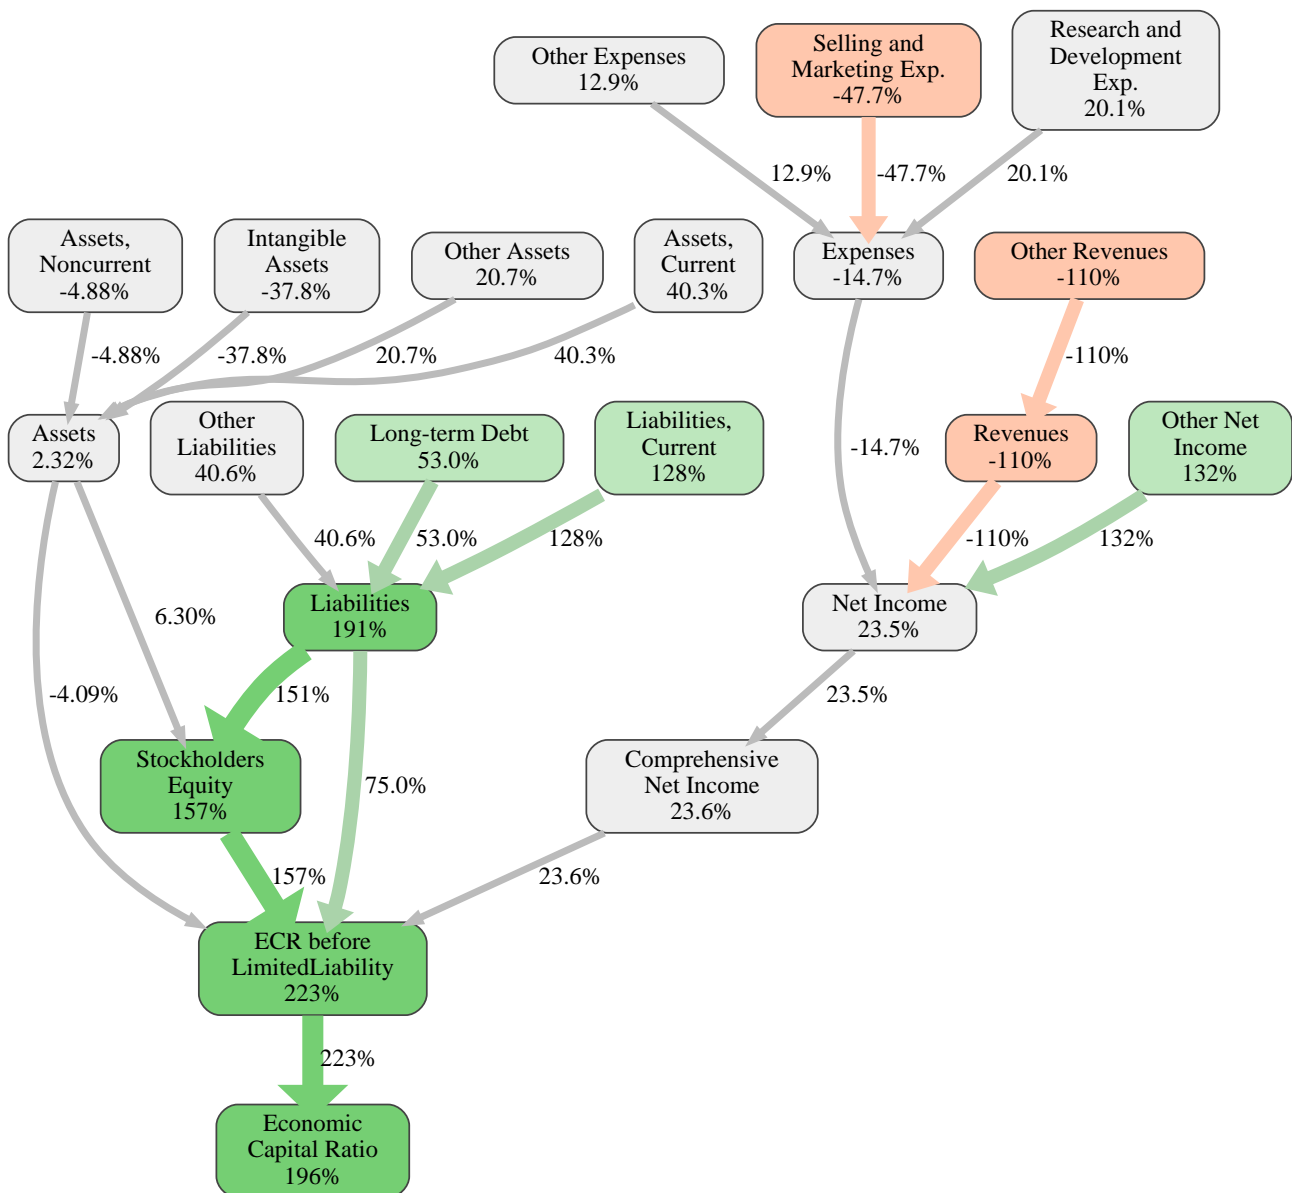 Other Expenses
12.9%
Selling and
Marketing Exp.
-47.7%
Research and
Development
Exp.
20.1%
12.9%
-47.7%
20.1%
Assets,
Noncurrent
-4.88%
Intangible
Assets
-37.8%
Other Assets
20.7%
Assets,
Current
40.3%
Expenses
-14.7%
Other Revenues
-110%
-4.88%
-37.8%
20.7%
40.3%
-110%
Assets
2.32%
Other
Liabilities
40.6%
Long-term Debt
53.0%
Liabilities,
Current
128%
-14.7%
Revenues
-110%
Other Net
Income
132%
40.6%
53.0%
128%
-110%
132%
Liabilities
191%
Net Income
23.5%
6.30%
-4.09%
151%
23.5%
Stockholders
Equity
157%
75.0%
Comprehensive
Net Income
23.6%
157%
23.6%
ECR before
LimitedLiability
223%
223%
Economic
Capital Ratio
196%